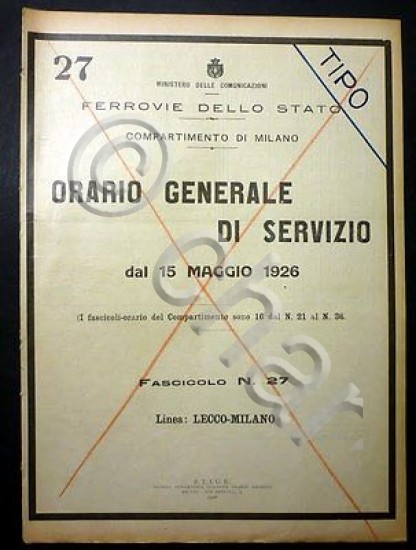 27
TIPO
MINISTERO DELLE COMUNICAZIONI
FERROVIE DELLO STATO
COMPARTIMENTO DI MILANO
ORARIO GENERALE
DI SERVIZIO
dal 15 MAGGIO 1926
(I fascicoli-orario del Compartimento sono 16 dal N. 21 al N. 36.
FASCICOLO N. 27
Linea: LECCO-MILANO
©